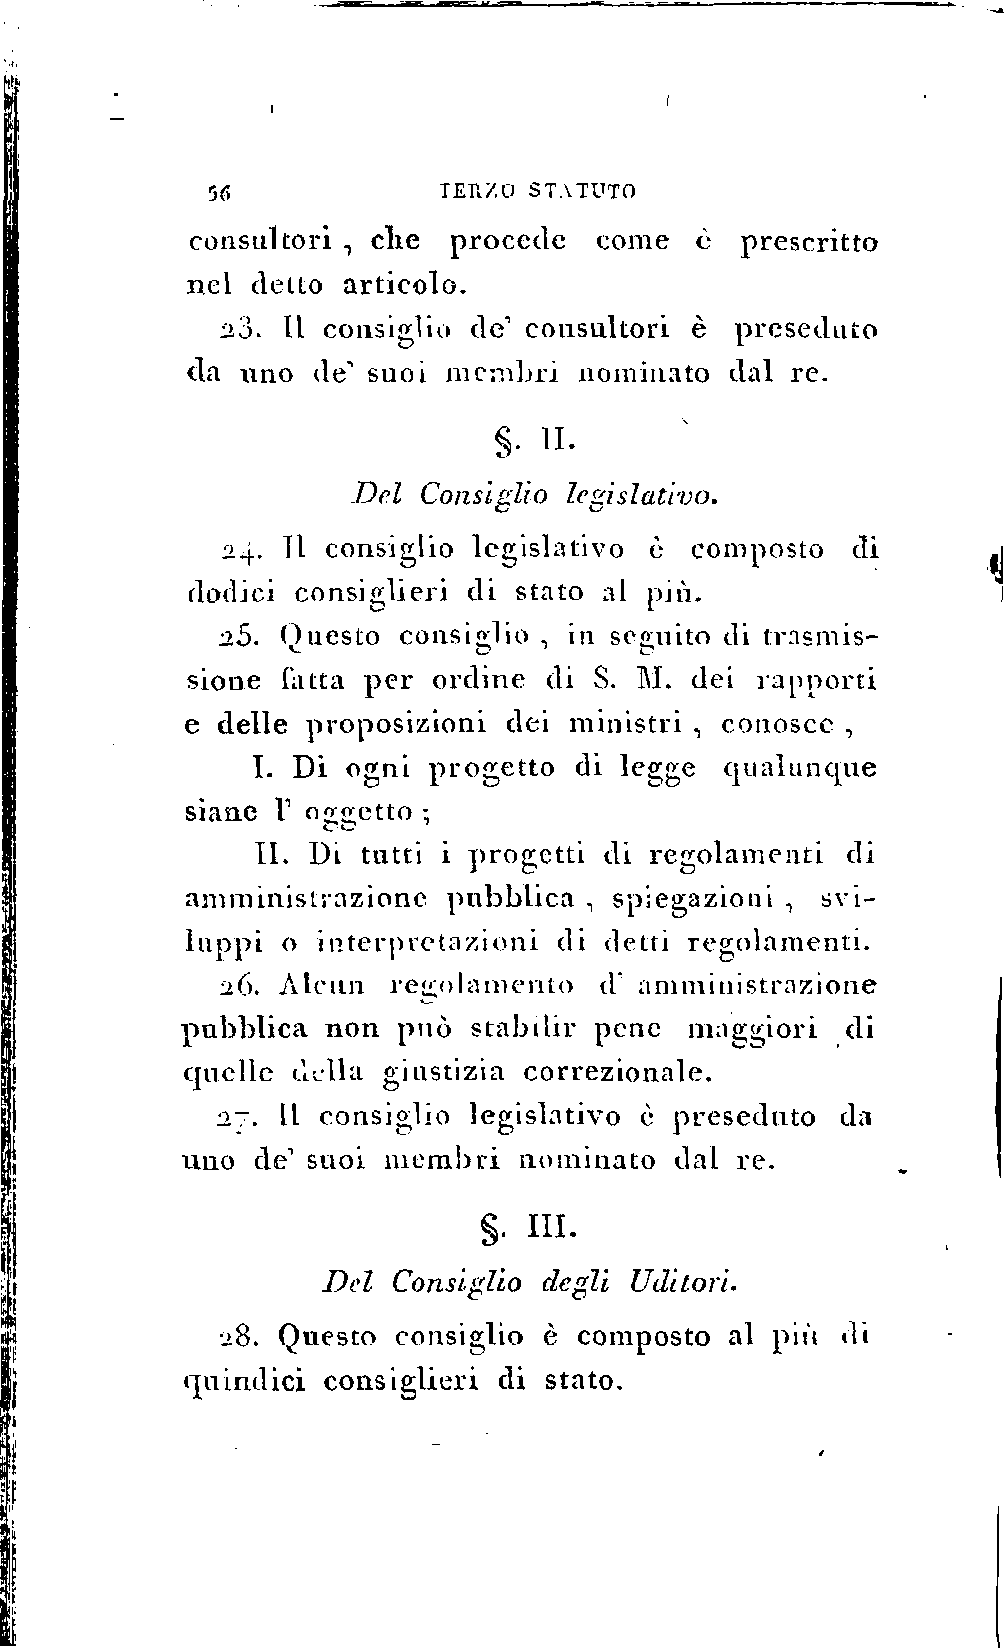 56 TERZO STATUTO
consultori , che procede come è prescritto
nel detto articolo.
23. Il consiglio de' consultori è preseduto
da uno de' suoi membri nominato dal re.
§. II.
Del Consiglio legislativo.
24. Il consiglio legislativo è composto di
dodici consiglieri di stato al più.
25. Questo consiglio , in seguito di trasmis-
sione fatta per ordine di S. M. dei rapporti
e delle proposizioni dei ministri , conosce ,
I. Di ogni progetto di legge qualunque
siane l' oggetto ;
II. Di tutti i progetti di regolamenti di
amministrazione pubblica , spiegazioni , svi-
luppi o interpretazioni di detti regolamenti.
26. Alcun regolamento d' amministrazione
pubblica non può stabilir pene maggiori di
quelle della giustizia correzionale.
27. Il consiglio legislativo è preseduto da
uno de' suoi membri nominato dal re.
§. III.
Del Consiglio degli Uditori.
28. Questo consiglio è composto al più di
quindici consiglieri di stato.